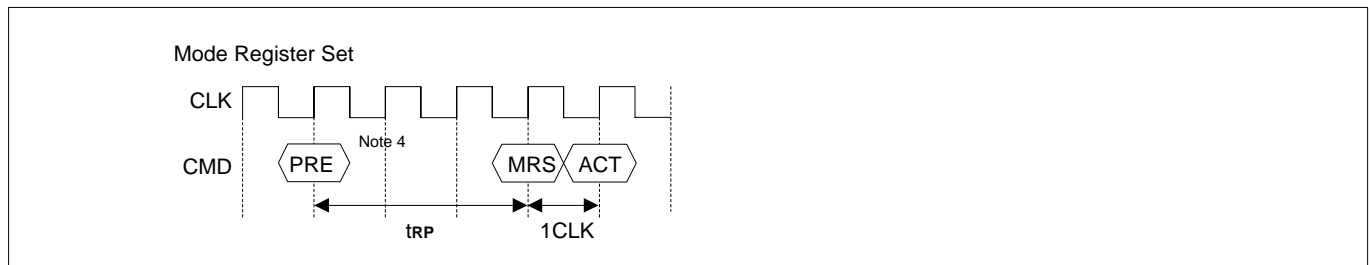 Mode Register Set
CLK
Note 4
CMD PRE MRS ACT
tRP 1CLK